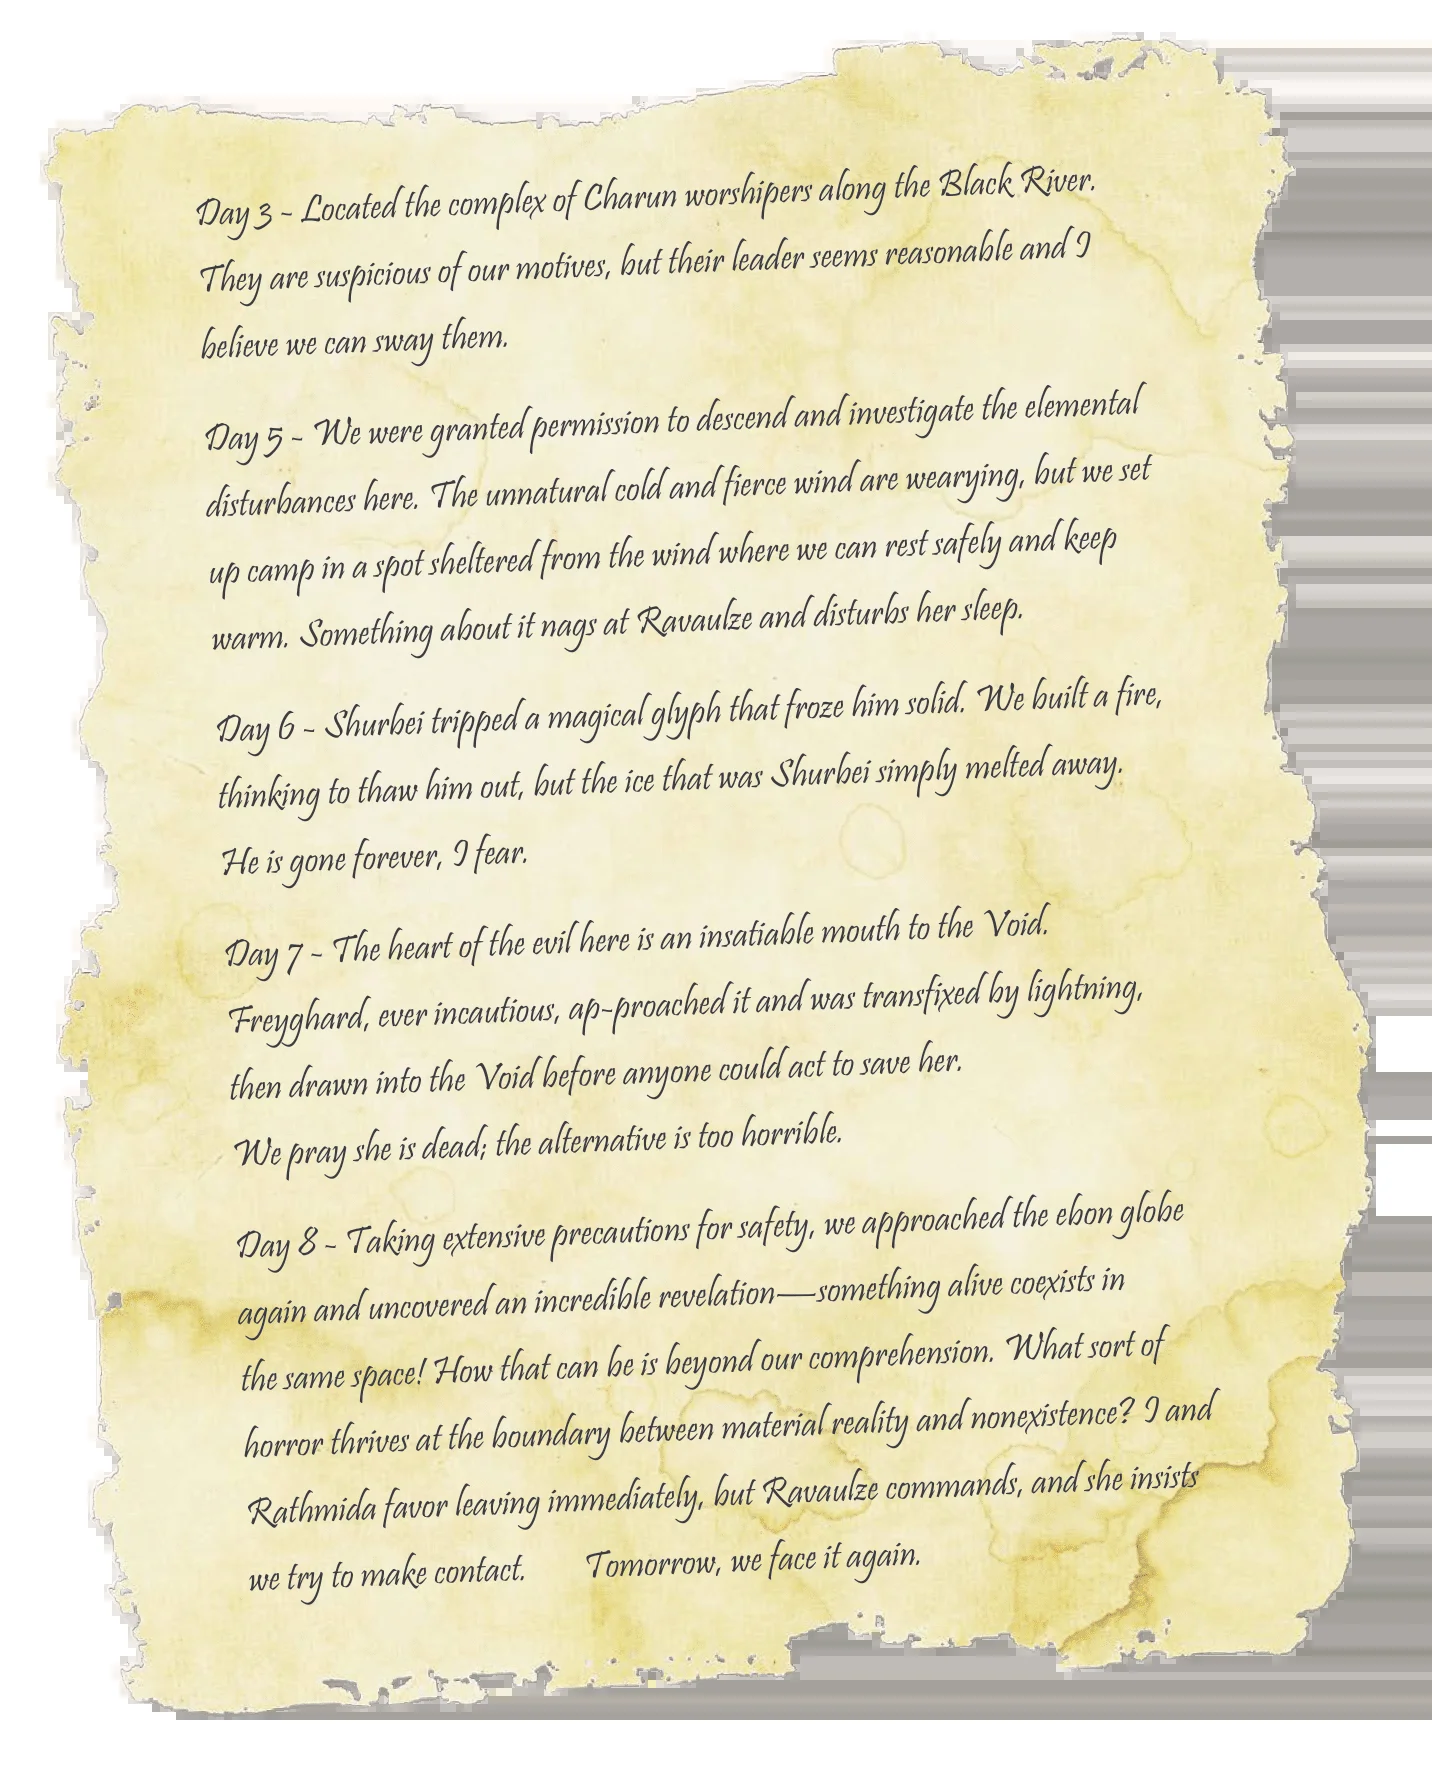 Day 3 - Located the complex of Charun worshipers along the Black River.
They are suspicious of our motives, but their leader seems reasonable and I
believe we can sway them.
Day 5 - We were granted permission to descend and investigate the elemental
disturbances here. The unnatural cold and fierce wind are wearying, but we set
up camp in a spot sheltered from the wind where we can rest safely and keep
warm. Something about it nags at Ravaulze and disturbs her sleep.
Day 6 - Shurbei tripped a magical glyph that froze him solid. We built a fire,
thinking to thaw him out, but the ice that was Shurbei simply melted away.
He is gone forever, I fear.
Day 7 - The heart of the evil here is an insatiable mouth to the Void.
Freyghard, ever incautious, ap-proached it and was transfixed by lightning,
then drawn into the Void before anyone could act to save her.
We pray she is dead; the alternative is too horrible.
Day 8 - Taking extensive precautions for safety, we approached the ebon globe
again and uncovered an incredible revelation—something alive coexists in
the same space! How that can be is beyond our comprehension. What sort of
horror thrives at the boundary between material reality and nonexistence? I and
Rathmida favor leaving immediately, but Ravaulze commands, and she insists
we try to make contact. Tomorrow, we face it again.